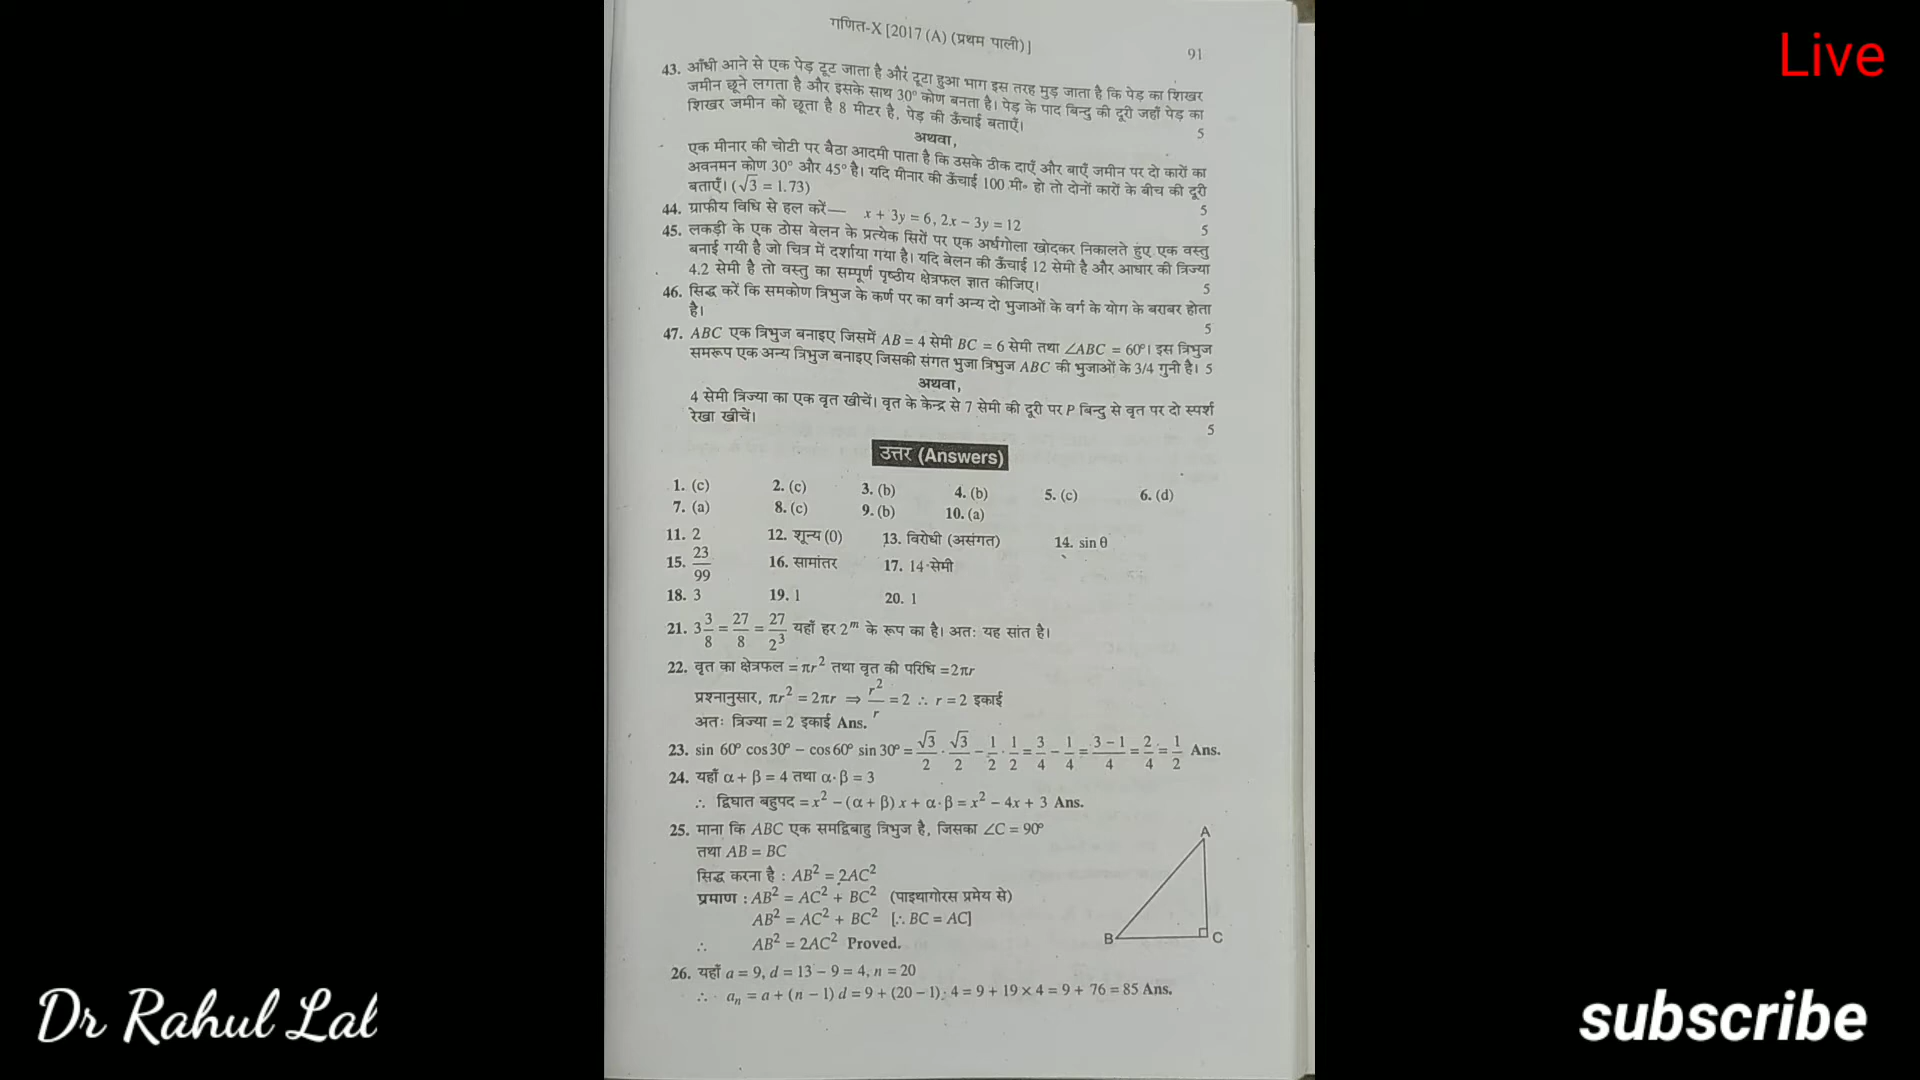 Live
गणित-X [2017 (A) (प्रथम पाली)]
91
43. आँधी आने से एक पेड़ टूट जाता है और टूटा हुआ भाग इस तरह मुड़ जाता है कि पेड़ का शिखर
जमीन छूने लगता है और इसके साथ 30° कोण बनता है। पेड़ के पाद बिन्दु की दूरी जहाँ पेड़ का
शिखर जमीन को छूता है 8 मीटर है, पेड़ की ऊँचाई बताएँ।
5
अथवा,
एक मीनार की चोटी पर बैठा आदमी पाता है कि उसके ठीक दाएँ और बाएँ जमीन पर दो कारों का
अवनमन कोण 30° और 45° है। यदि मीनार की ऊँचाई 100 मी॰ हो तो दोनों कारों के बीच की दूरी
बताएँ। (√3 = 1.73)
5
44. ग्राफीय विधि से हल करें— x + 3y = 6, 2x − 3y = 12
5
45. लकड़ी के एक ठोस बेलन के प्रत्येक सिरों पर एक अर्धगोला खोदकर निकालते हुए एक वस्तु
बनाई गयी है जो चित्र में दर्शाया गया है। यदि बेलन की ऊँचाई 12 सेमी है और आधार की त्रिज्या
4.2 सेमी है तो वस्तु का सम्पूर्ण पृष्ठीय क्षेत्रफल ज्ञात कीजिए।
5
46. सिद्ध करें कि समकोण त्रिभुज के कर्ण पर का वर्ग अन्य दो भुजाओं के वर्ग के योग के बराबर होता
है।
5
47. ABC एक त्रिभुज बनाइए जिसमें AB = 4 सेमी BC = 6 सेमी तथा ∠ABC = 60°। इस त्रिभुज
समरूप एक अन्य त्रिभुज बनाइए जिसकी संगत भुजा त्रिभुज ABC की भुजाओं के 3/4 गुनी है। 5
अथवा,
4 सेमी त्रिज्या का एक वृत खीचें। वृत के केन्द्र से 7 सेमी की दूरी पर P बिन्दु से वृत पर दो स्पर्श
रेखा खीचें।
5
उत्तर (Answers)
1. (c) 2. (c) 3. (b) 4. (b) 5. (c) 6. (d)
7. (a) 8. (c) 9. (b) 10. (a)
11. 2 12. शून्य (0) 13. विरोधी (असंगत) 14. sin θ
15. 23/99 16. सामांतर 17. 14 सेमी
18. 3 19. 1 20. 1
21. 3 3/8 = 27/8 = 27/2³ यहाँ हर 2ᵐ के रूप का है। अतः यह सांत है।
22. वृत का क्षेत्रफल = πr² तथा वृत की परिधि = 2πr
प्रश्नानुसार, πr² = 2πr ⇒ r²/r = 2 ∴ r = 2 इकाई
अतः त्रिज्या = 2 इकाई Ans.
23. sin 60° cos 30° − cos 60° sin 30° = √3/2 · √3/2 − 1/2 · 1/2 = 3/4 − 1/4 = 3 − 1/4 = 2/4 = 1/2 Ans.
24. यहाँ α + β = 4 तथा α·β = 3
∴ द्विघात बहुपद = x² − (α + β) x + α·β = x² − 4x + 3 Ans.
25. माना कि ABC एक समद्विबाहु त्रिभुज है, जिसका ∠C = 90°
तथा AB = BC
सिद्ध करना है : AB² = 2AC²
प्रमाण : AB² = AC² + BC² (पाइथागोरस प्रमेय से)
AB² = AC² + BC² [∴ BC = AC]
∴ AB² = 2AC² Proved.
A
B
C
26. यहाँ a = 9, d = 13 − 9 = 4, n = 20
∴ aₙ = a + (n − 1) d = 9 + (20 − 1) · 4 = 9 + 19 × 4 = 9 + 76 = 85 Ans.
Dr Rahul Lal
subscribe